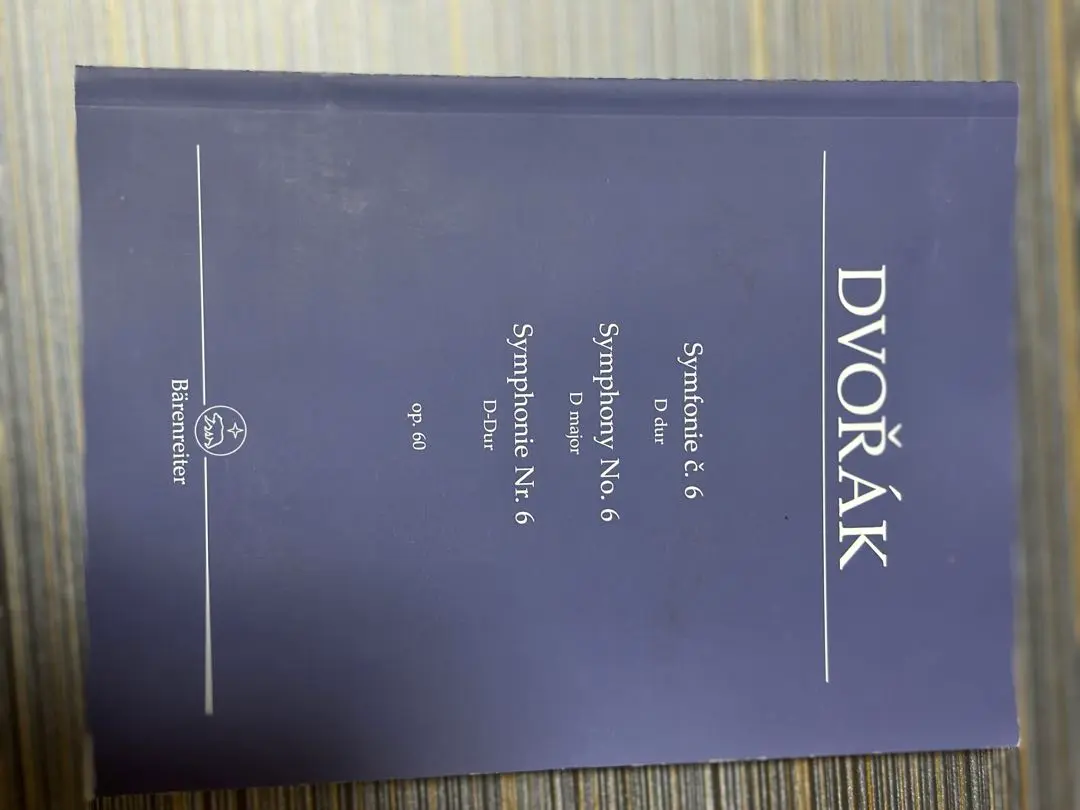 DVOŘÁK
Symfonie č. 6
D dur
Symphony No. 6
D major
Symphonie Nr. 6
D-Dur
op. 60
Bärenreiter